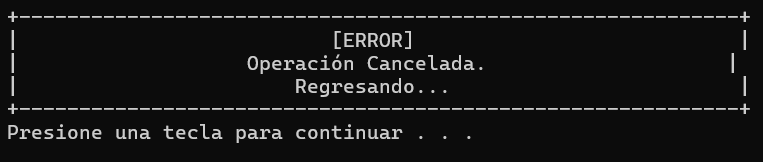 [ERROR]
Operación Cancelada.
Regresando...
Presione una tecla para continuar . . .